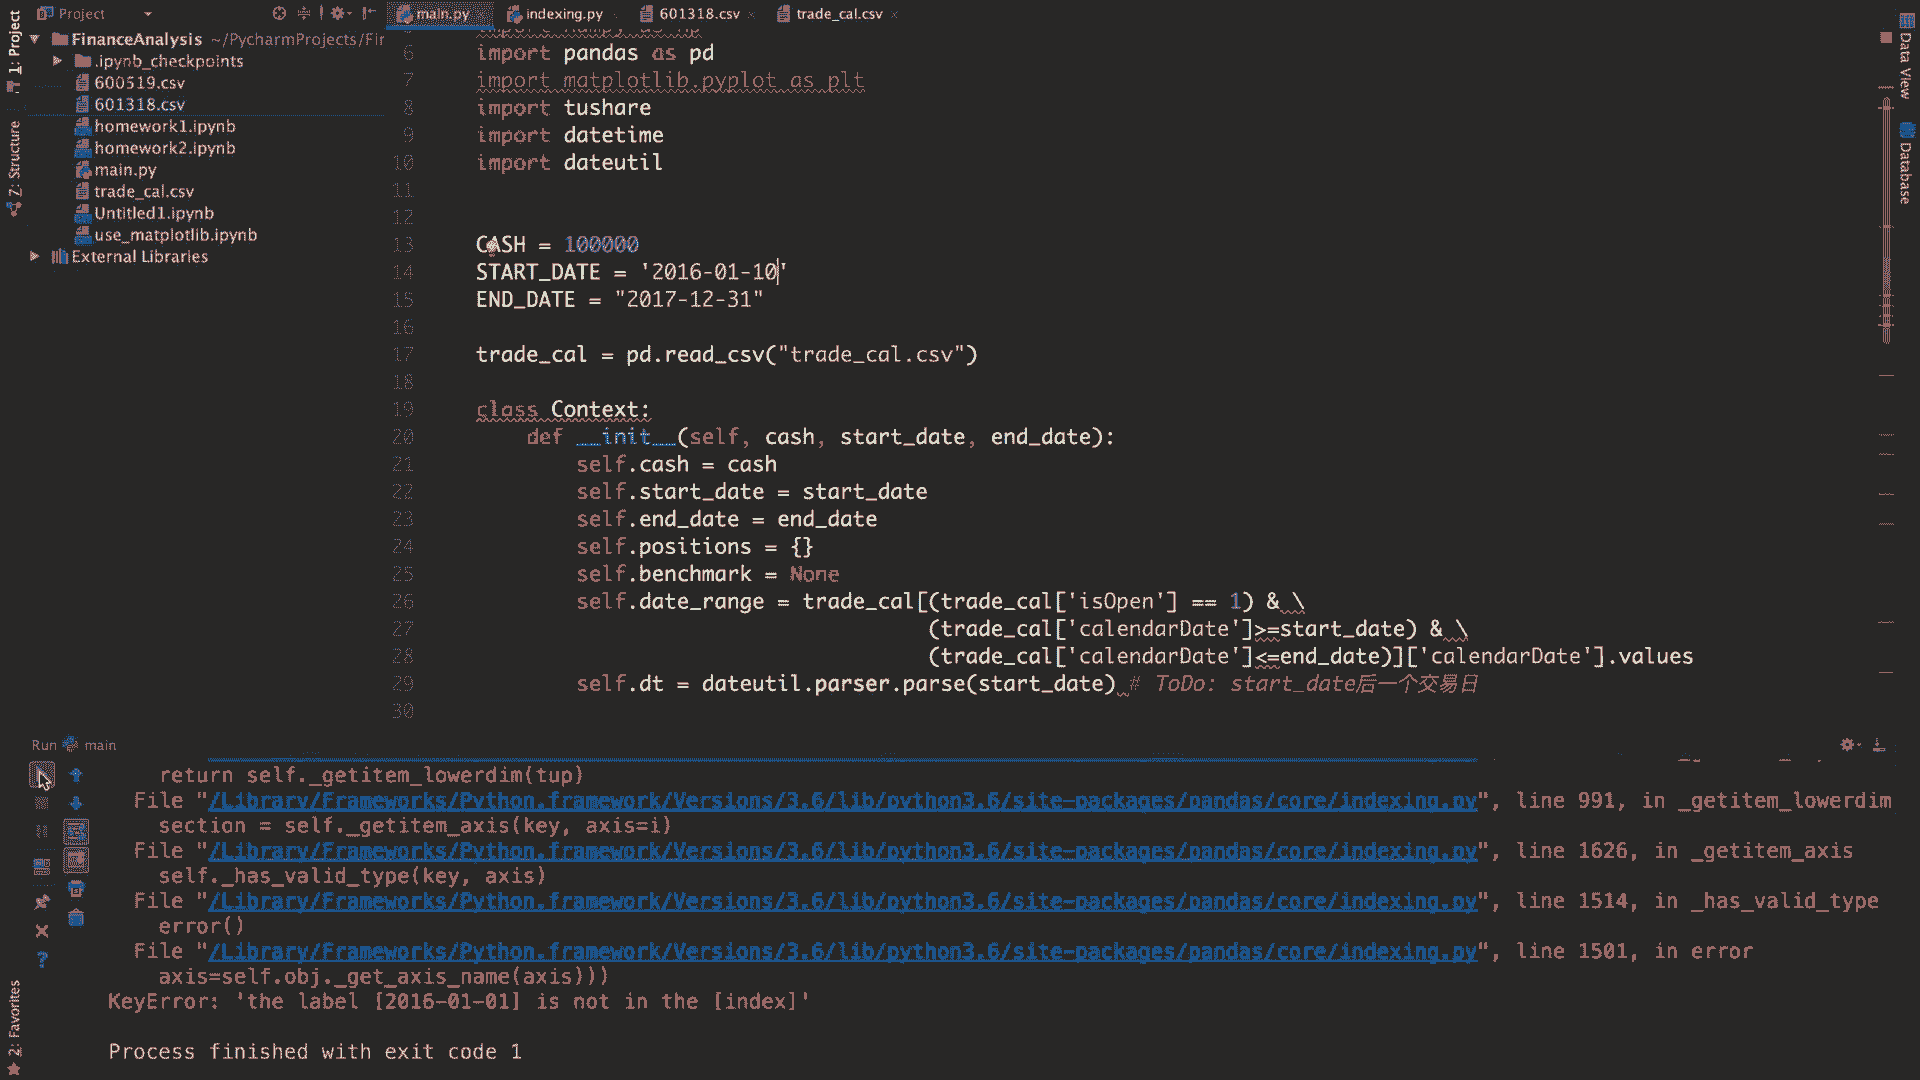 Project
main.py
indexing.py
601318.csv
trade_cal.csv
1: Project
Z: Structure
2: Favorites
Data View
Database
FinanceAnalysis ~/PycharmProjects/Fir
.ipynb_checkpoints
600519.csv
601318.csv
homework1.ipynb
homework2.ipynb
main.py
trade_cal.csv
Untitled1.ipynb
use_matplotlib.ipynb
External Libraries
import numpy as np
6 import pandas as pd
7 import matplotlib.pyplot as plt
8 import tushare
9 import datetime
10 import dateutil
11
12
13 CASH = 100000
14 START_DATE = '2016-01-10'
15 END_DATE = "2017-12-31"
16
17 trade_cal = pd.read_csv("trade_cal.csv")
18
19 class Context:
20 def __init__(self, cash, start_date, end_date):
21 self.cash = cash
22 self.start_date = start_date
23 self.end_date = end_date
24 self.positions = {}
25 self.benchmark = None
26 self.date_range = trade_cal[(trade_cal['isOpen'] == 1) & \
27 (trade_cal['calendarDate']>=start_date) & \
28 (trade_cal['calendarDate']<=end_date)]['calendarDate'].values
29 self.dt = dateutil.parser.parse(start_date) # ToDo: start_date后一个交易日
30
Run main
return self._getitem_lowerdim(tup)
File "/Library/Frameworks/Python.framework/Versions/3.6/lib/python3.6/site-packages/pandas/core/indexing.py", line 991, in _getitem_lowerdim
section = self._getitem_axis(key, axis=i)
File "/Library/Frameworks/Python.framework/Versions/3.6/lib/python3.6/site-packages/pandas/core/indexing.py", line 1626, in _getitem_axis
self._has_valid_type(key, axis)
File "/Library/Frameworks/Python.framework/Versions/3.6/lib/python3.6/site-packages/pandas/core/indexing.py", line 1514, in _has_valid_type
error()
File "/Library/Frameworks/Python.framework/Versions/3.6/lib/python3.6/site-packages/pandas/core/indexing.py", line 1501, in error
axis=self.obj._get_axis_name(axis)))
KeyError: 'the label [2016-01-01] is not in the [index]'
Process finished with exit code 1